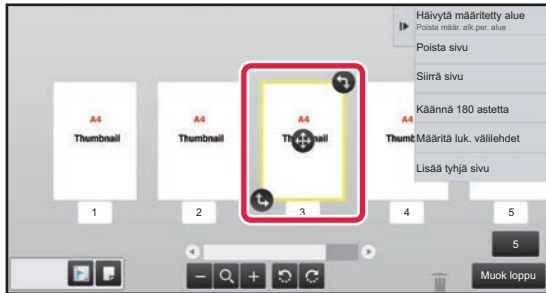 Häivytä määritetty alue
Poista määr. alk.per. alue
Poista sivu
Siirrä sivu
Käännä 180 astetta
Määritä luk. välilehdet
Lisää tyhjä sivu
A4
Thumbnail
A4
Thumbnail
A4
Thumbnail
A4
Thumb
1
2
3
4
5
5
Muok loppu